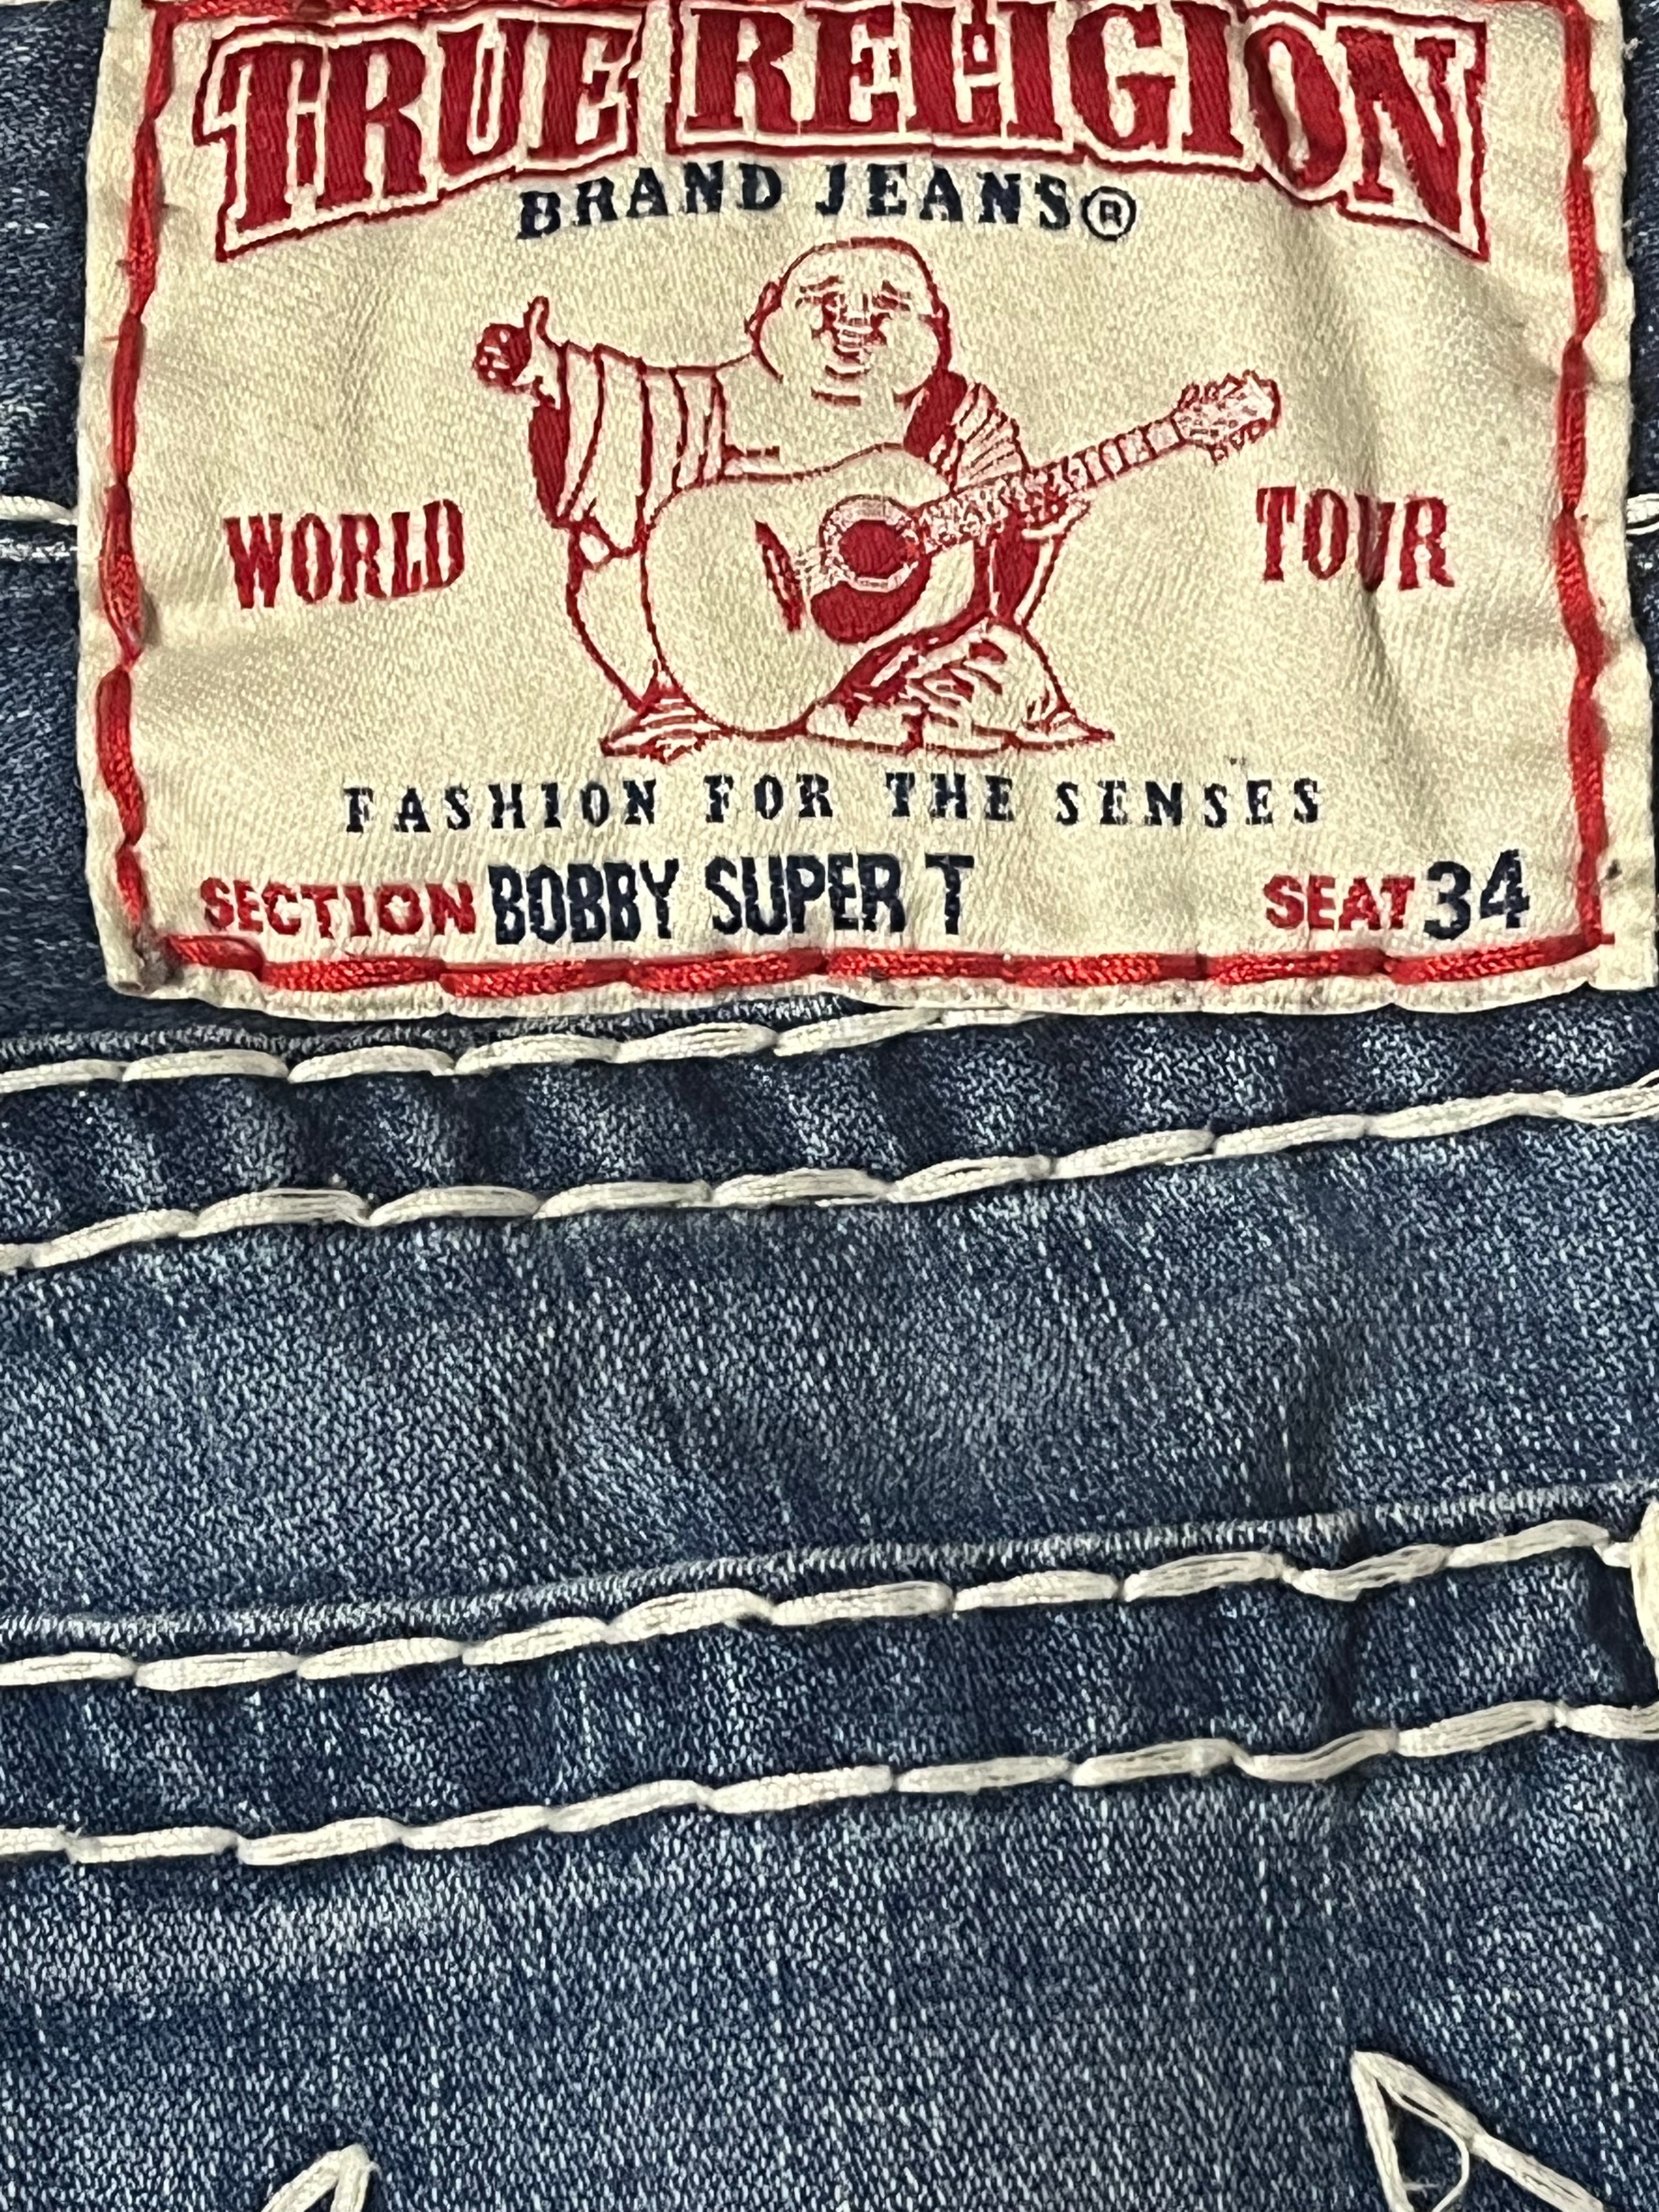 TRUE RELIGION
BRAND JEANS®
WORLD TOUR
FASHION FOR THE SENSES
SECTION BOBBY SUPER T SEAT 34